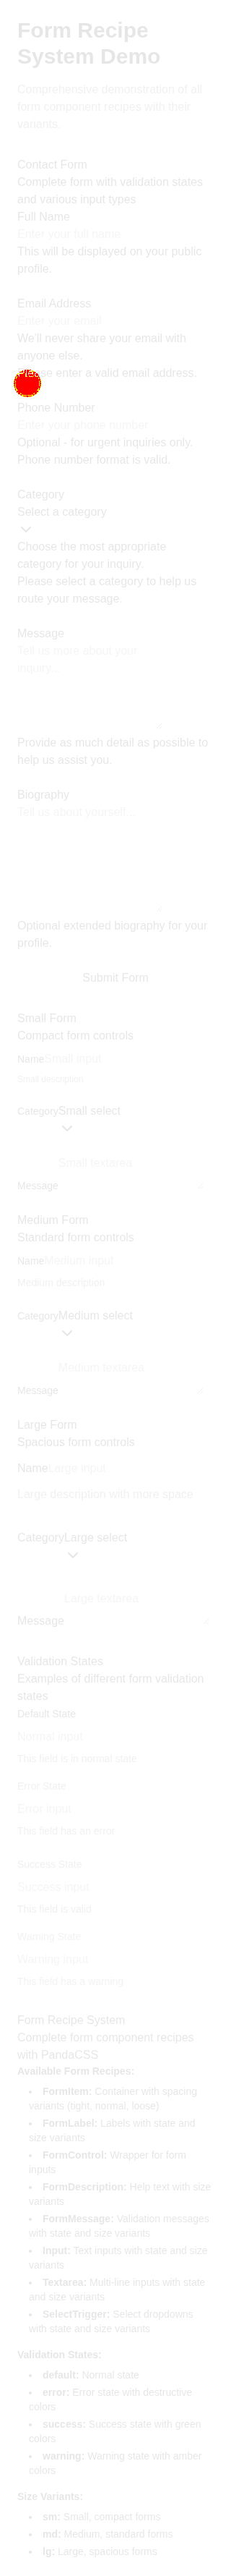 Form Recipe
System Demo
Comprehensive demonstration of all
form component recipes with their
variants.
Contact Form
Complete form with validation states
and various input types
Full Name
Enter your full name
This will be displayed on your public
profile.
Email Address
Enter your email
We'll never share your email with
anyone else.
Please enter a valid email address.
Phone Number
Enter your phone number
Optional - for urgent inquiries only.
Phone number format is valid.
Category
Select a category
Choose the most appropriate
category for your inquiry.
Please select a category to help us
route your message.
Message
Tell us more about your
inquiry...
Provide as much detail as possible to
help us assist you.
Biography
Tell us about yourself...
Optional extended biography for your
profile.
Submit Form
Small Form
Compact form controls
Name Small input
Small description
Category Small select
Small textarea
Message
Medium Form
Standard form controls
Name Medium input
Medium description
Category Medium select
Medium textarea
Message
Large Form
Spacious form controls
Name Large input
Large description with more space
Category Large select
Large textarea
Message
Validation States
Examples of different form validation
states
Default State
Normal input
This field is in normal state
Error State
Error input
This field has an error
Success State
Success input
This field is valid
Warning State
Warning input
This field has a warning
Form Recipe System
Complete form component recipes
with PandaCSS
Available Form Recipes:
• FormItem: Container with spacing
variants (tight, normal, loose)
• FormLabel: Labels with state and
size variants
• FormControl: Wrapper for form
inputs
• FormDescription: Help text with size
variants
• FormMessage: Validation messages
with state and size variants
• Input: Text inputs with state and size
variants
• Textarea: Multi-line inputs with state
and size variants
• SelectTrigger: Select dropdowns
with state and size variants
Validation States:
• default: Normal state
• error: Error state with destructive
colors
• success: Success state with green
colors
• warning: Warning state with amber
colors
Size Variants:
• sm: Small, compact forms
• md: Medium, standard forms
• lg: Large, spacious forms